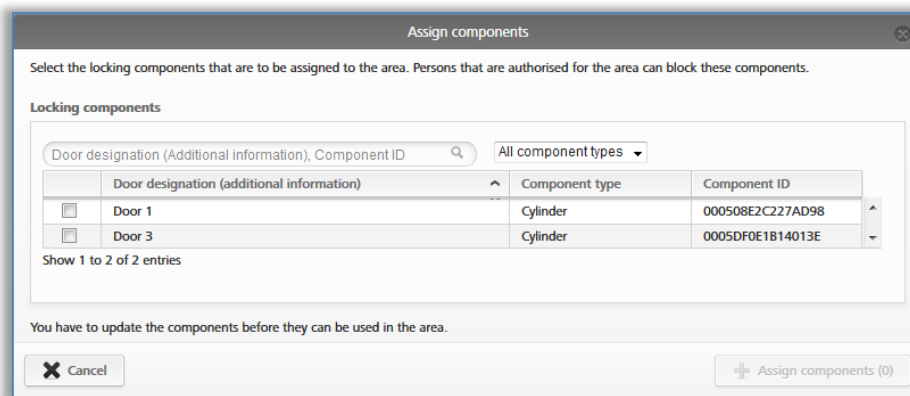 Assign components
Select the locking components that are to be assigned to the area. Persons that are authorised for the area can block these components.
Locking components
Door designation (Additional information), Component ID
All component types
Door designation (additional information) Component type Component ID
Door 1 Cylinder 000508E2C227AD98
Door 3 Cylinder 0005DF0E1B14013E
Show 1 to 2 of 2 entries
You have to update the components before they can be used in the area.
Cancel Assign components (0)